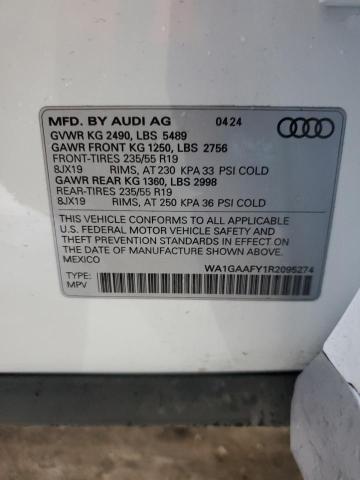 MFD. BY AUDI AG 04 24
GVWR KG 2490, LBS 5489
GAWR FRONT KG 1250, LBS 2756
FRONT-TIRES 235/55 R19
8JX19 RIMS, AT 230 KPA 33 PSI COLD
GAWR REAR KG 1360, LBS 2998
REAR-TIRES 235/55 R19
8JX19 RIMS, AT 250 KPA 36 PSI COLD
THIS VEHICLE CONFORMS TO ALL APPLICABLE
U.S. FEDERAL MOTOR VEHICLE SAFETY AND
THEFT PREVENTION STANDARDS IN EFFECT ON
THE DATE OF MANUFACTURE SHOWN ABOVE.
MEXICO
TYPE: WA1GAAFY1R2095274
MPV